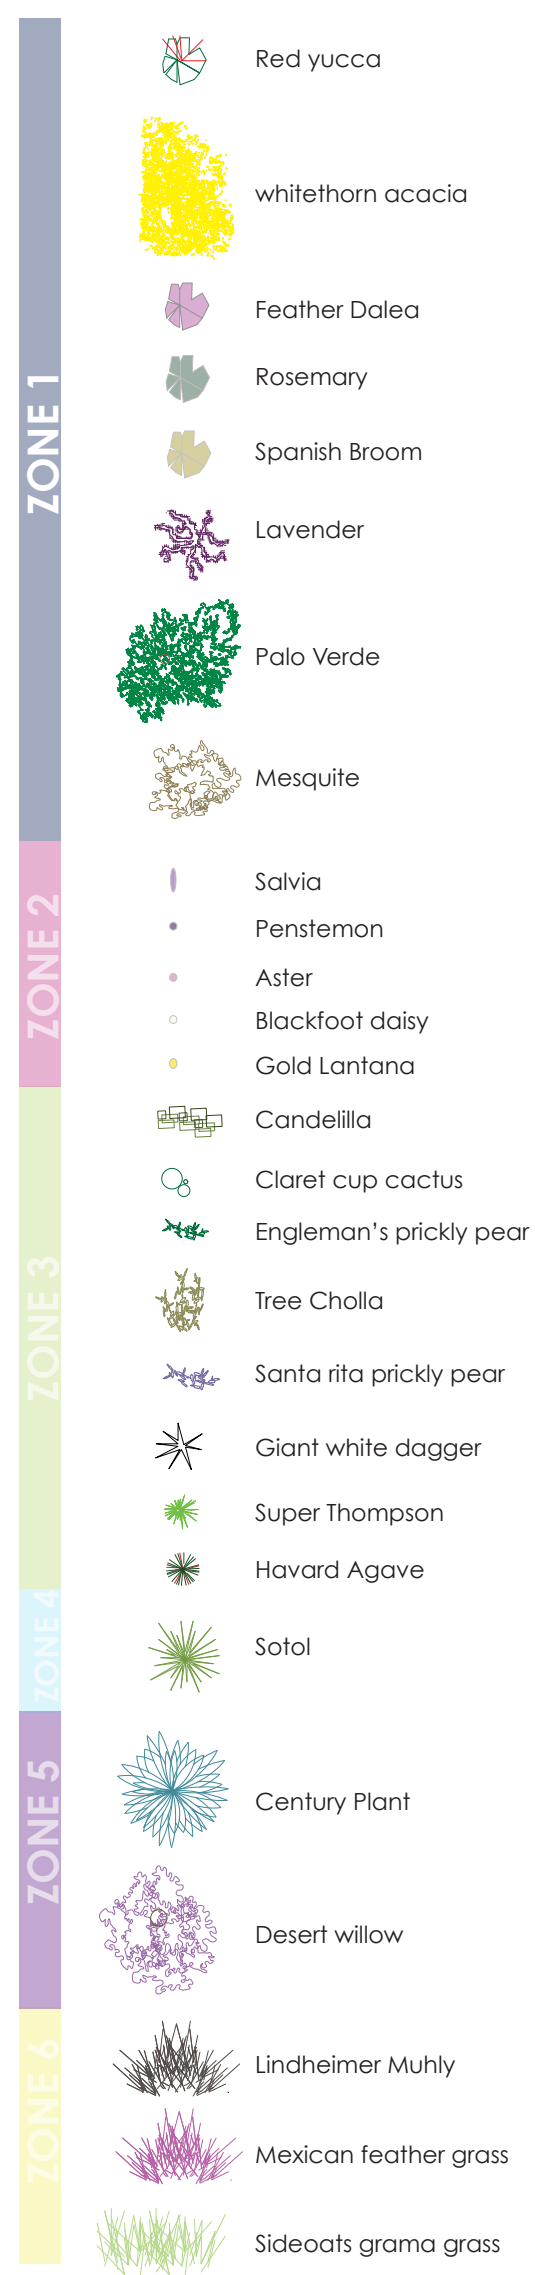 ZONE 1
Red yucca
whitethorn acacia
Feather Dalea
Rosemary
Spanish Broom
Lavender
Palo Verde
Mesquite
ZONE 2
Salvia
Penstemon
Aster
Blackfoot daisy
Gold Lantana
ZONE 3
Candelilla
Claret cup cactus
Engleman's prickly pear
Tree Cholla
Santa rita prickly pear
Giant white dagger
Super Thompson
Havard Agave
ZONE 4
Sotol
ZONE 5
Century Plant
Desert willow
ZONE 6
Lindheimer Muhly
Mexican feather grass
Sideoats grama grass